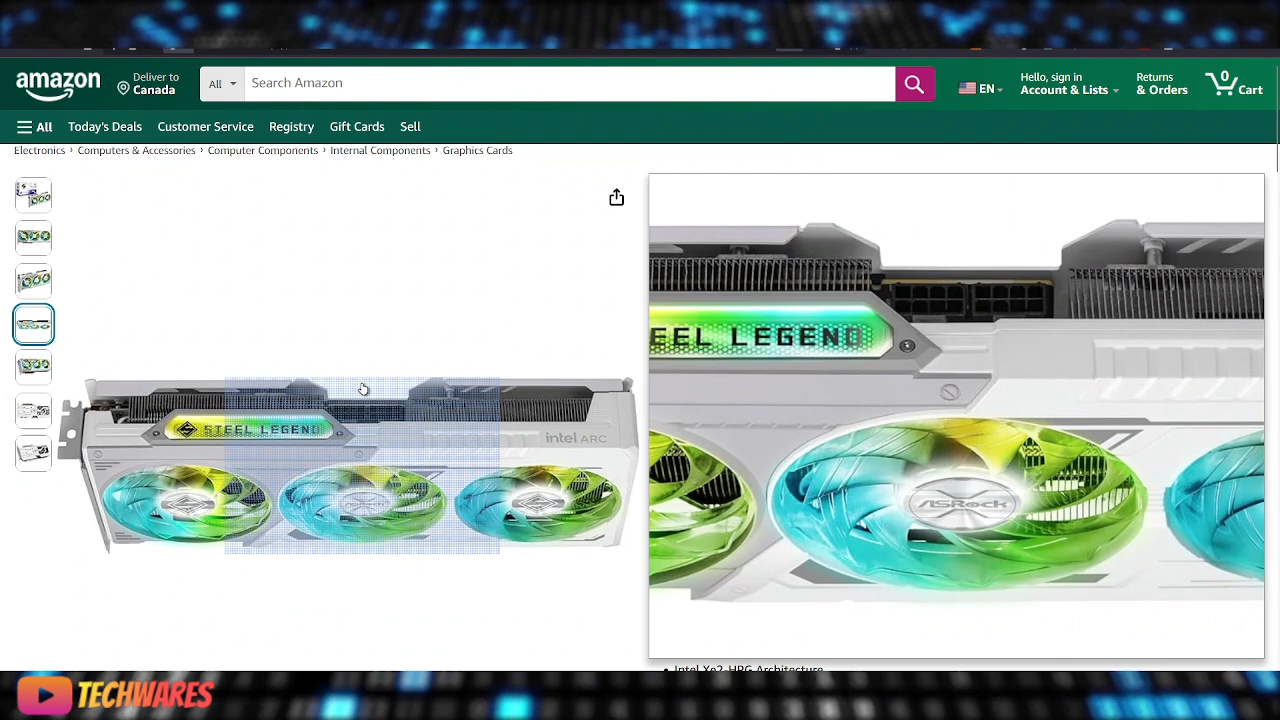 amazon
Deliver to
Canada
All
Search Amazon
EN
Hello, sign in
Account & Lists
Returns
& Orders
0
Cart
All
Today's Deals
Customer Service
Registry
Gift Cards
Sell
Electronics › Computers & Accessories › Computer Components › Internal Components › Graphics Cards
STEEL LEGEND
intel ARC
EEL LEGEND
ASRock
Intel Xe2-HPG Architecture
TECHWARES